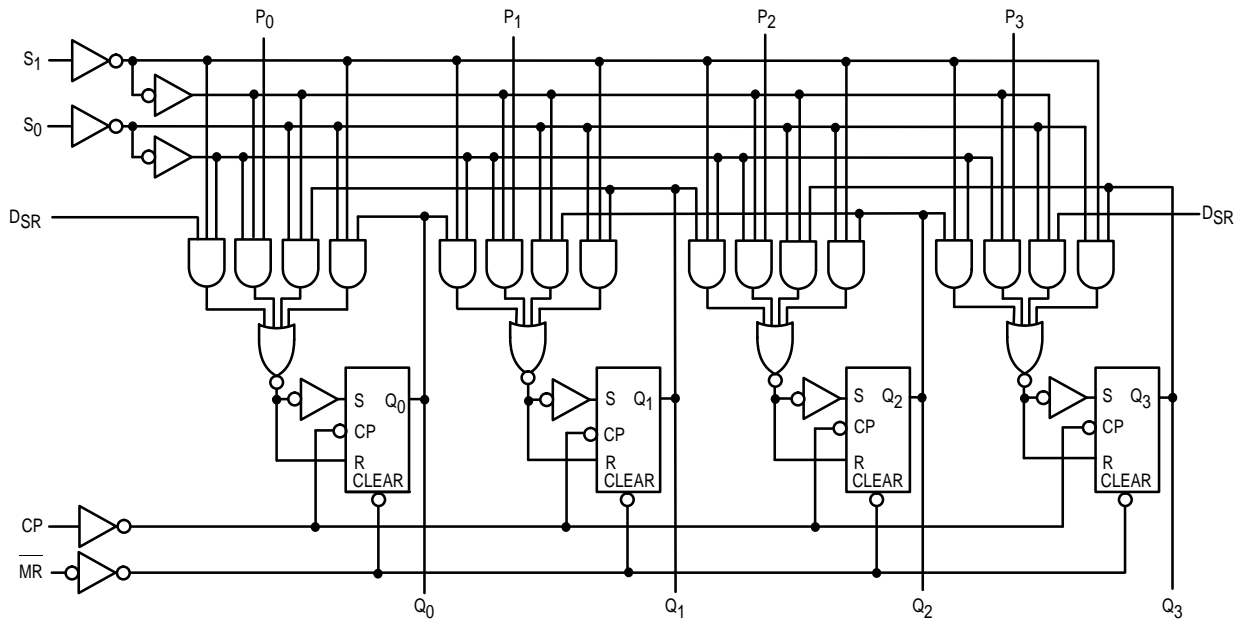 P0 P1 P2 P3
S1
S0
DSR DSR
S Q0 S Q1 S Q2 S Q3
CP CP CP CP
R R R R
CLEAR CLEAR CLEAR CLEAR
CP
MR
Q0 Q1 Q2 Q3